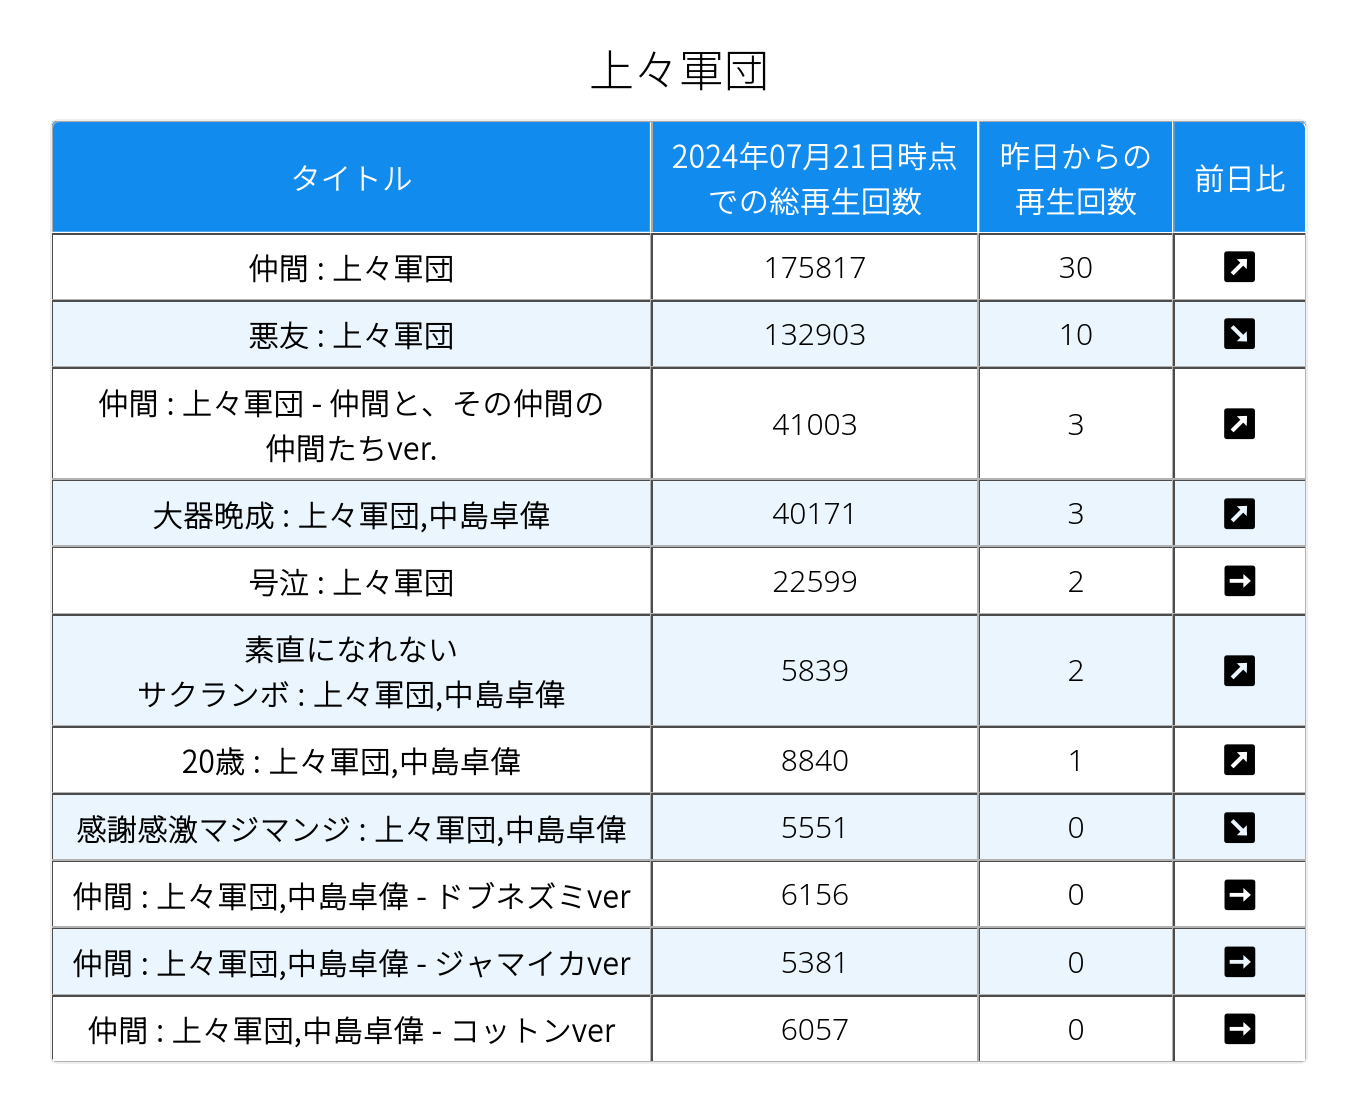 上々軍団
タイトル
2024年07月21日時点
での総再生回数
昨日からの
再生回数
前日比
仲間 : 上々軍団
175817
30
悪友 : 上々軍団
132903
10
仲間 : 上々軍団 - 仲間と、その仲間の
仲間たちver.
41003
3
大器晩成 : 上々軍団,中島卓偉
40171
3
号泣 : 上々軍団
22599
2
素直になれない
サクランボ : 上々軍団,中島卓偉
5839
2
20歳 : 上々軍団,中島卓偉
8840
1
感謝感激マジマンジ : 上々軍団,中島卓偉
5551
0
仲間 : 上々軍団,中島卓偉 - ドブネズミver
6156
0
仲間 : 上々軍団,中島卓偉 - ジャマイカver
5381
0
仲間 : 上々軍団,中島卓偉 - コットンver
6057
0